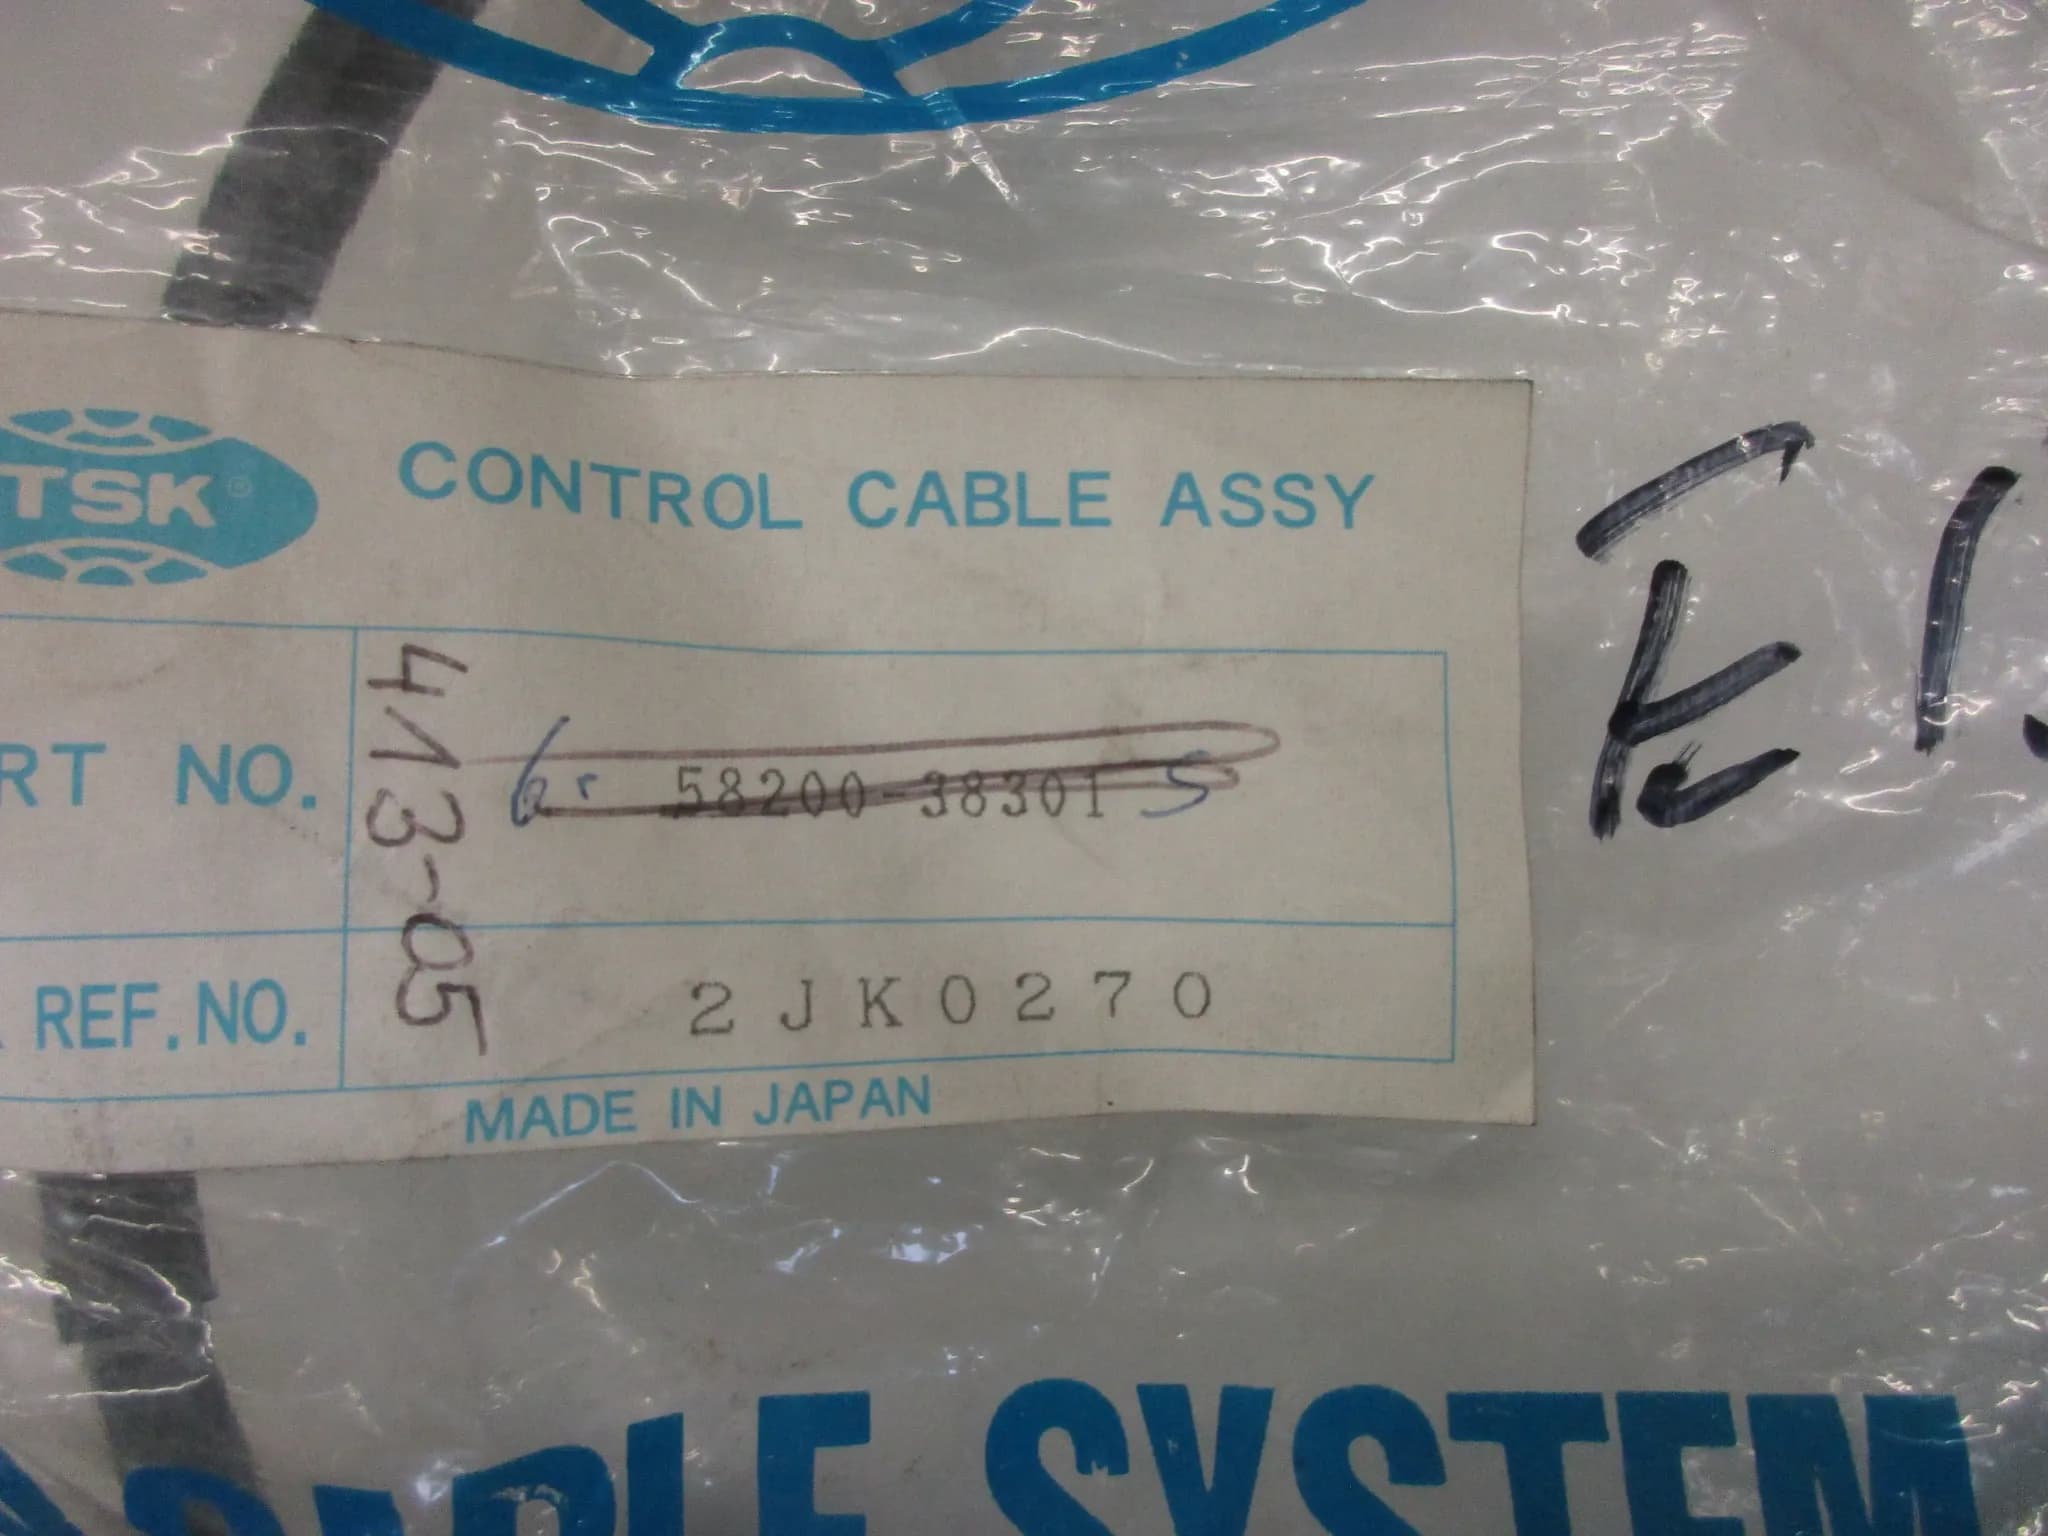 TSK®
CONTROL CABLE ASSY
RT NO.
58200-38301
413-05
REF. NO.
2JK0270
MADE IN JAPAN
SYSTEM